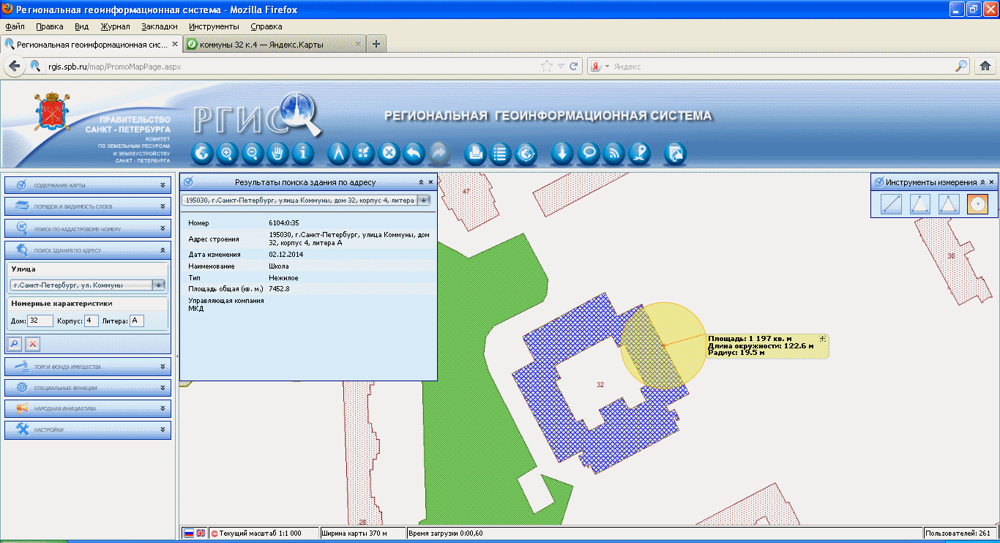 Региональная геоинформационная система - Mozilla Firefox
Файл Правка Вид Журнал Закладки Инструменты Справка
Региональная геоинформационная сис...
коммуны 32 к.4 — Яндекс.Карты
rgis.spb.ru/map/PromoMapPage.aspx
Яндекс
ПРАВИТЕЛЬСТВО
САНКТ - ПЕТЕРБУРГА
КОМИТЕТ
ПО ЗЕМЕЛЬНЫМ РЕСУРСАМ
И ЗЕМЛЕУСТРОЙСТВУ
САНКТ - ПЕТЕРБУРГА
РГИС
РЕГИОНАЛЬНАЯ ГЕОИНФОРМАЦИОННАЯ СИСТЕМА
СОДЕРЖАНИЕ КАРТЫ
ПОРЯДОК И ВИДИМОСТЬ СЛОЕВ
ПОИСК ПО КАДАСТРОВОМУ НОМЕРУ
ПОИСК ЗДАНИЯ ПО АДРЕСУ
Улица
г.Санкт-Петербург, ул. Коммуны
Номерные характеристики
Дом: 32 Корпус: 4 Литера: А
ТОРГИ ФОНДА ИМУЩЕСТВА
СПЕЦИАЛЬНЫЕ ФУНКЦИИ
НАРОДНАЯ ИНИЦИАТИВА
НАСТРОЙКИ
Результаты поиска здания по адресу
195030, г.Санкт-Петербург, улица Коммуны, дом 32, корпус 4, литера
Номер 6104:0:35
Адрес строения 195030, г.Санкт-Петербург, улица Коммуны, дом
32, корпус 4, литера А
Дата изменения 02.12.2014
Наименование Школа
Тип Нежилое
Площадь общая (кв. м.) 7452.8
Управляющая компания
МКД
Инструменты измерения
47
30
32
28
Площадь: 1 197 кв. м
Длина окружности: 122.6 м
Радиус: 19.5 м
Текущий масштаб 1:1 000
Ширина карты 370 м
Время загрузки 0:00,60
Пользователей: 261